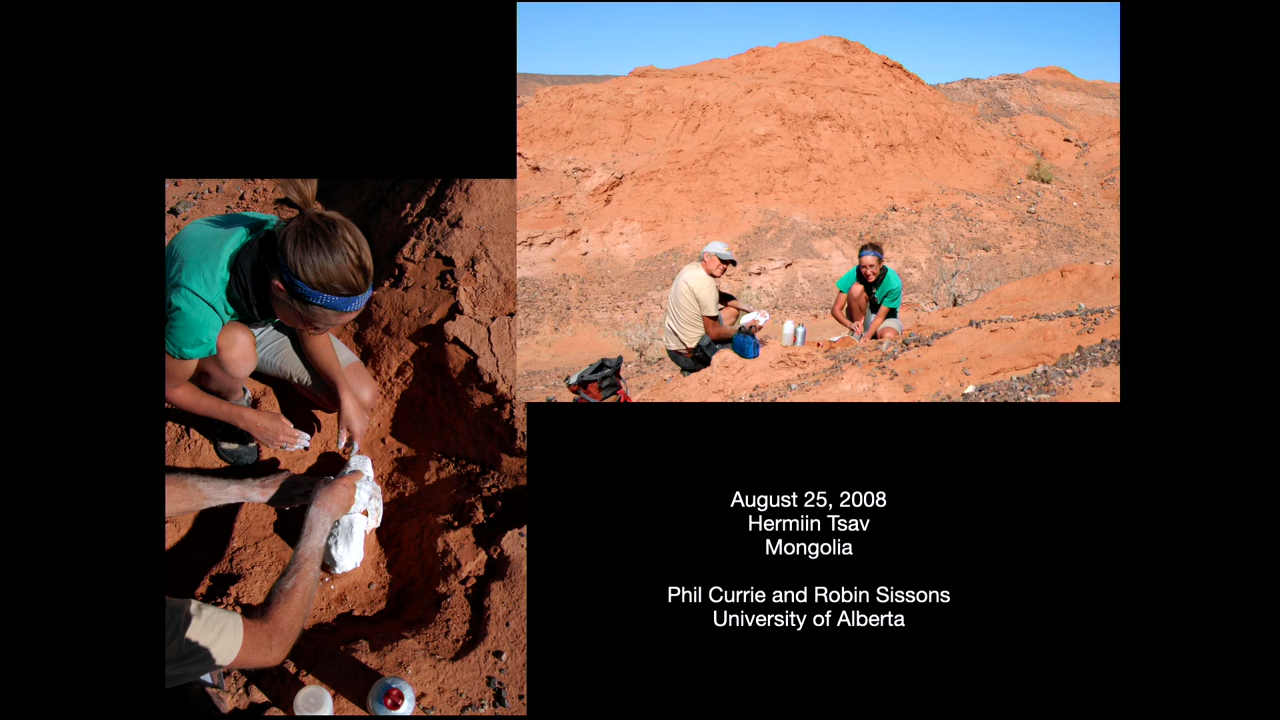 August 25, 2008
Hermiin Tsav
Mongolia
Phil Currie and Robin Sissons
University of Alberta